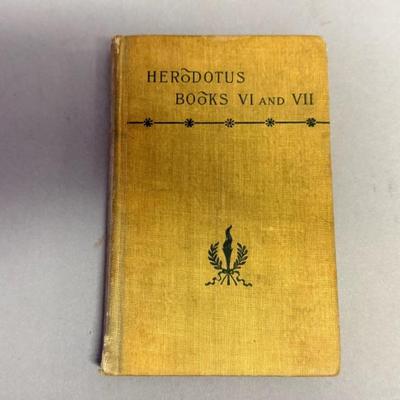 HERODOTUS
BOOKS VI AND VII